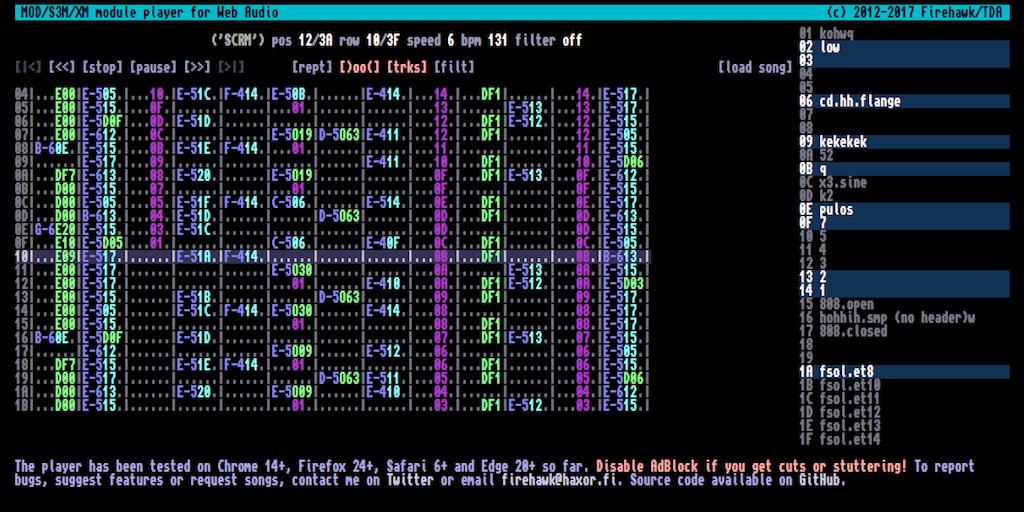 MOD/S3M/XM module player for Web Audio (c) 2012-2017 Firehawk/TDA
('SCRM') pos 12/3A row 10/3F speed 6 bpm 131 filter off
[|<] [<<] [stop] [pause] [>>] [>|] [rept] [)oo(] [trks] [filt] [load song]
04|...E00|E-505.|...10.|E-51C.|F-414.|E-50B.|......|E-414.|...14.|...DF1|......|...14.|E-517.|
05|...E00|E-515.|...0F.|......|......|...01.|......|......|...13.|...DF1|E-513.|...13.|E-517.|
06|...E00|E-5D0F|...0D.|E-51D.|......|......|......|......|...12.|...DF1|E-512.|...12.|E-515.|
07|...E00|E-612.|...0C.|......|......|E-5019|D-5063|E-411.|...12.|...DF1|......|...12.|E-505.|
08|B-60E.|E-517.|...0B.|E-51E.|F-414.|...01.|......|......|...11.|......|......|...11.|E-517.|
09|......|E-517.|...09.|......|......|......|......|E-411.|...10.|...DF1|......|...10.|E-5D06|
0A|...DF7|E-613.|...08.|E-520.|......|E-5019|......|......|...0F.|...DF1|E-513.|...0F.|E-612.|
0B|...D00|E-515.|...07.|......|......|...01.|......|......|...0F.|...DF1|......|...0F.|E-517.|
0C|...D00|E-505.|...05.|E-51F.|F-414.|C-506.|......|E-514.|...0E.|...DF1|......|...0E.|E-517.|
0D|...D00|B-613.|...04.|E-51D.|......|......|D-5063|......|...0D.|...DF1|......|...0D.|E-613.|
0E|G-6E20|E-515.|...03.|E-51C.|......|......|......|......|...0D.|...DF1|......|...0D.|E-515.|
0F|...E10|E-5D05|...01.|......|......|C-506.|......|E-40F.|...0C.|...DF1|......|...0C.|E-505.|
10|...E09|E-517.|......|E-51A.|F-414.|......|......|......|...0B.|...DF1|......|...0B.|B-613.|
11|...E00|E-517.|......|......|......|E-5030|......|......|...0A.|......|E-513.|...0A.|E-515.|
12|...E00|E-517.|......|......|......|...01.|......|E-410.|...0A.|...DF1|E-512.|...0A.|E-5D03|
13|...E00|E-515.|......|E-51B.|......|......|D-5063|......|...09.|...DF1|......|...09.|E-517.|
14|...E00|E-505.|......|E-51C.|F-414.|E-5030|......|E-410.|...08.|...DF1|......|...08.|E-517.|
15|...E00|E-515.|......|......|......|...01.|......|......|...08.|...DF1|......|...08.|E-517.|
16|B-60E.|E-5D0F|......|E-51D.|......|......|......|......|...07.|...DF1|E-513.|...07.|E-515.|
17|......|E-612.|......|......|......|E-5009|......|E-512.|...06.|......|......|...06.|E-505.|
18|...DF7|E-515.|......|E-51E.|F-414.|...01.|......|......|...06.|...DF1|......|...06.|E-515.|
19|...D00|E-517.|......|......|......|......|D-5063|E-511.|...05.|...DF1|......|...05.|E-5D06|
1A|...D00|E-613.|......|E-520.|......|E-5009|......|E-410.|...04.|...DF1|......|...04.|E-612.|
1B|...D00|E-515.|......|......|......|...01.|......|......|...03.|...DF1|E-512.|...03.|E-515.|
01 kohwq
02 low
03
04
05
06 cd.hh.flange
07
08
09 kekekek
0A 52
0B q
0C x3.sine
0D k2
0E pulos
0F 7
10 5
11 4
12 3
13 2
14 1
15 808.open
16 hohhih.smp (no header)w
17 808.closed
18
19
1A fsol.et8
1B fsol.et10
1C fsol.et11
1D fsol.et12
1E fsol.et13
1F fsol.et14
The player has been tested on Chrome 14+, Firefox 24+, Safari 6+ and Edge 20+ so far. Disable AdBlock if you get cuts or stuttering! To report
bugs, suggest features or request songs, contact me on Twitter or email firehawk@haxor.fi. Source code available on GitHub.